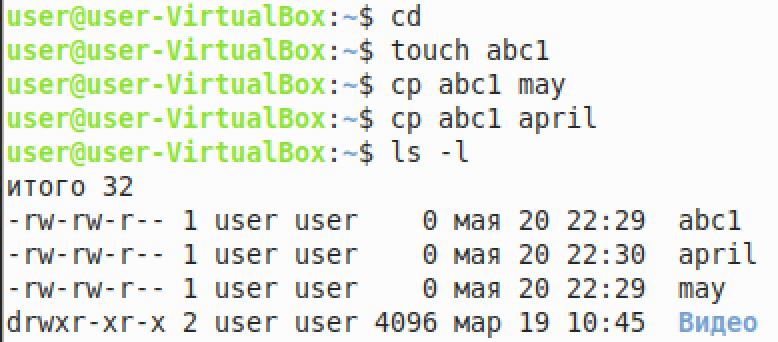 user@user-VirtualBox:~$ cd
user@user-VirtualBox:~$ touch abc1
user@user-VirtualBox:~$ cp abc1 may
user@user-VirtualBox:~$ cp abc1 april
user@user-VirtualBox:~$ ls -l
итого 32
-rw-rw-r-- 1 user user    0 мая 20 22:29  abc1
-rw-rw-r-- 1 user user    0 мая 20 22:30  april
-rw-rw-r-- 1 user user    0 мая 20 22:29  may
drwxr-xr-x 2 user user 4096 мар 19 10:45  Видео